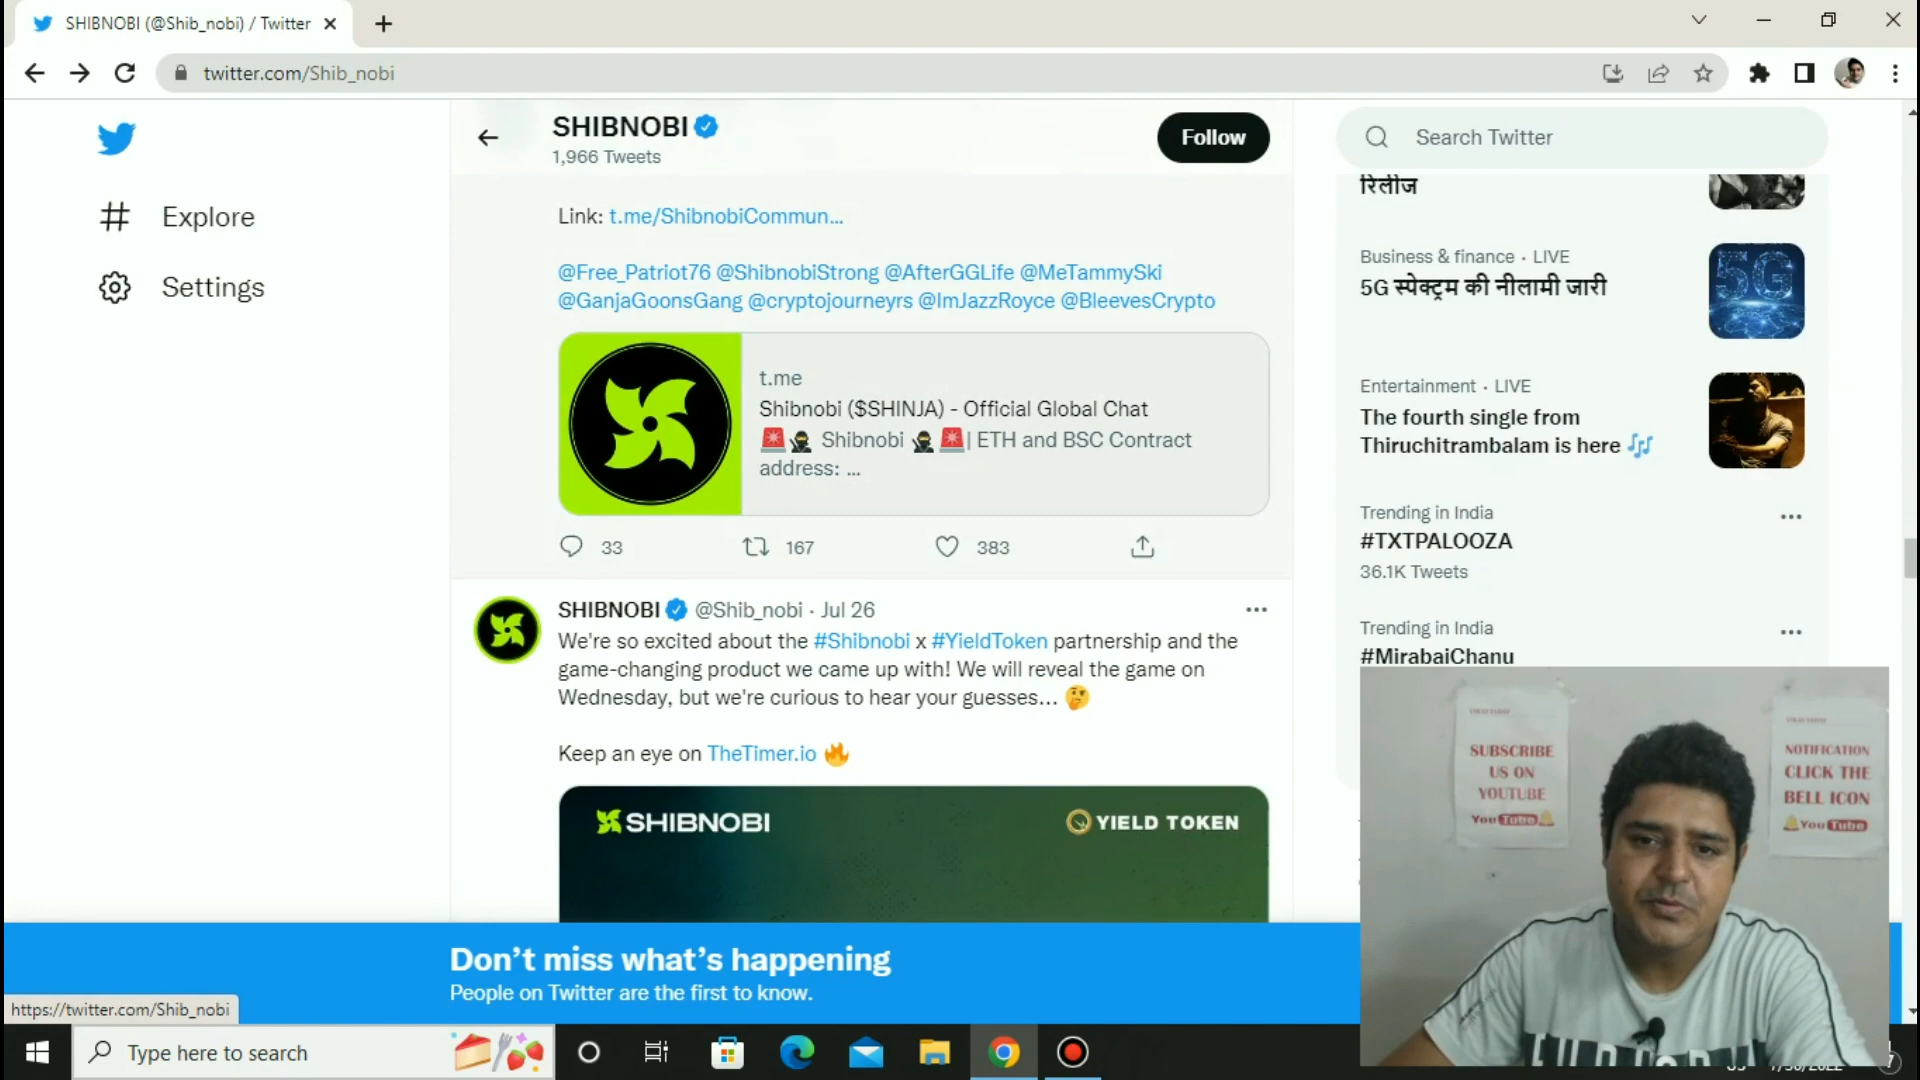 SHIBNOBI (@Shib_nobi) / Twitter
twitter.com/Shib_nobi
Explore
Settings
SHIBNOBI
1,966 Tweets
Follow
Link: t.me/ShibnobiCommun...
@Free_Patriot76 @ShibnobiStrong @AfterGGLife @MeTammySki
@GanjaGoonsGang @cryptojourneyrs @ImJazzRoyce @BleevesCrypto
t.me
Shibnobi ($SHINJA) - Official Global Chat
🚨🥷 Shibnobi 🥷🚨| ETH and BSC Contract
address: ...
33
167
383
SHIBNOBI @Shib_nobi · Jul 26
We're so excited about the #Shibnobi x #YieldToken partnership and the
game-changing product we came up with! We will reveal the game on
Wednesday, but we're curious to hear your guesses... 🤔
Keep an eye on TheTimer.io 🔥
SHIBNOBI
YIELD TOKEN
Search Twitter
रिलीज
Business & finance · LIVE
5G स्पेक्ट्रम की नीलामी जारी
5G
Entertainment · LIVE
The fourth single from
Thiruchitrambalam is here 🎶
Trending in India
#TXTPALOOZA
36.1K Tweets
Trending in India
#MirabaiChanu
SUBSCRIBE
US ON
YOUTUBE
YouTube
NOTIFICATION
CLICK THE
BELL ICON
YouTube
Don't miss what's happening
People on Twitter are the first to know.
https://twitter.com/Shib_nobi
Type here to search